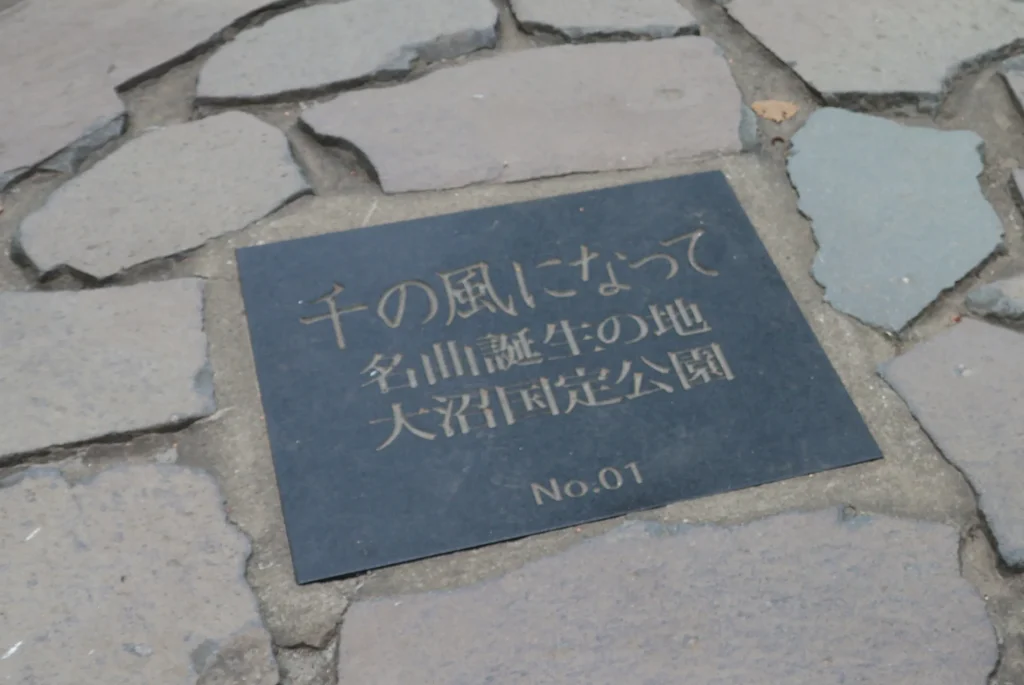 千の風になって
名曲誕生の地
大沼国定公園
No.01